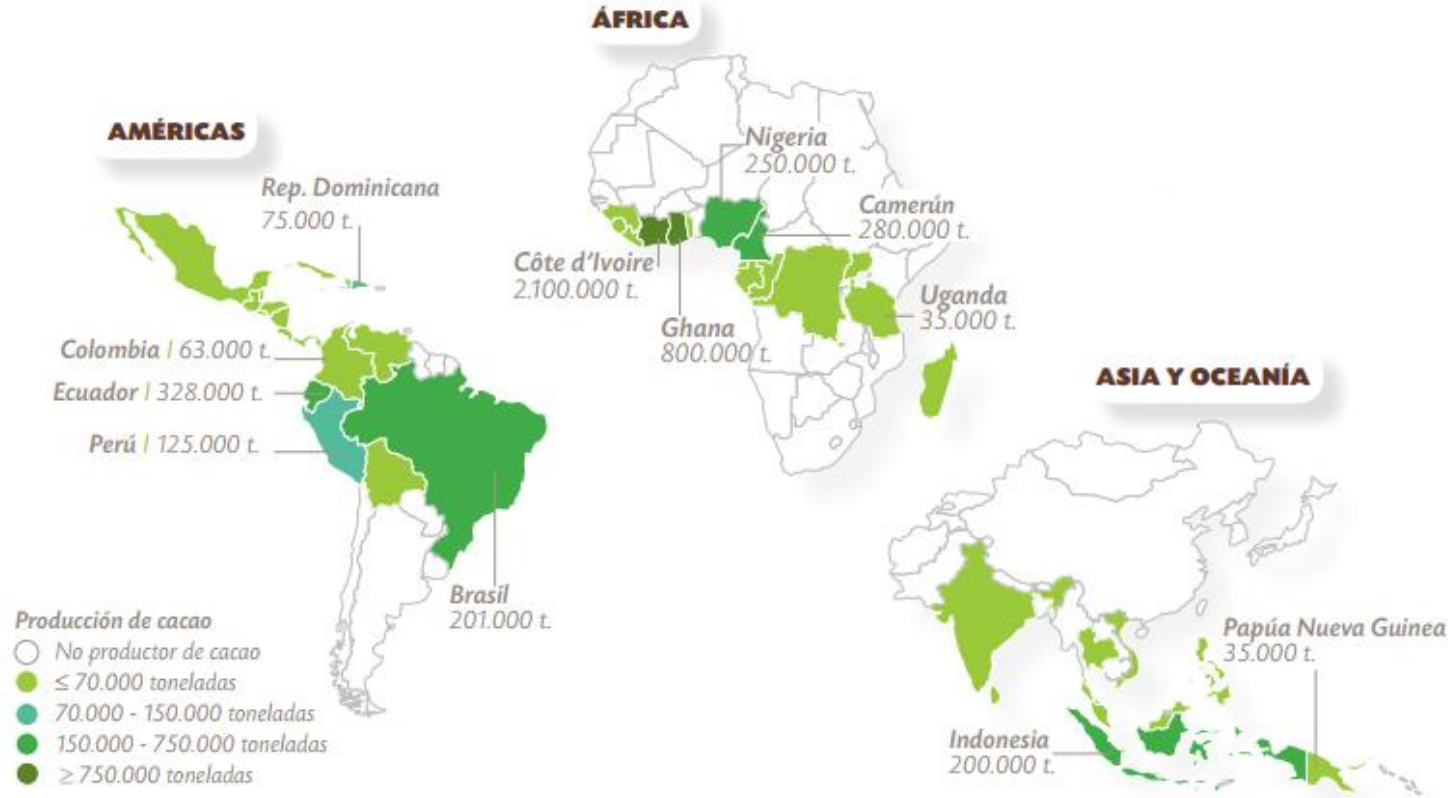 ÁFRICA
Nigeria
250.000 t.
Camerún
280.000 t.
Côte d'Ivoire
2.100.000 t.
Ghana
800.000 t.
Uganda
35.000 t.
AMÉRICAS
Rep. Dominicana
75.000 t.
Colombia | 63.000 t.
Ecuador | 328.000 t.
Perú | 125.000 t.
Brasil
201.000 t.
ASIA Y OCEANÍA
Papúa Nueva Guinea
35.000 t.
Indonesia
200.000 t.
Producción de cacao
No productor de cacao
≤ 70.000 toneladas
70.000 - 150.000 toneladas
150.000 - 750.000 toneladas
≥ 750.000 toneladas